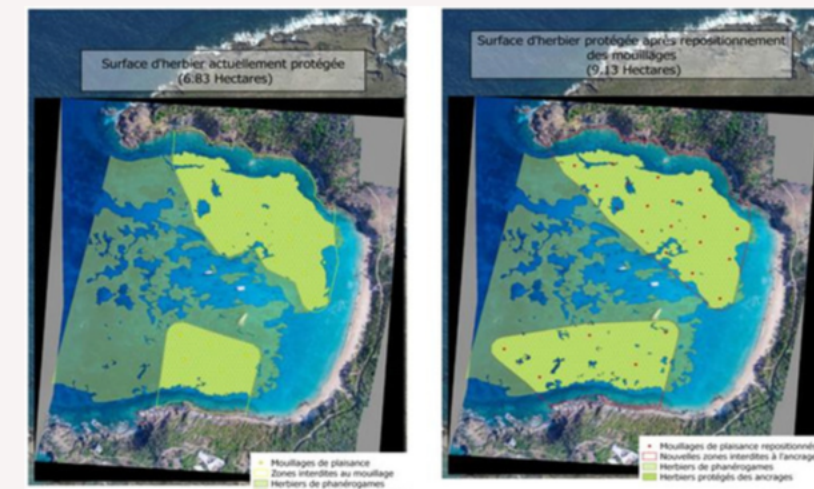 Surface d'herbier actuellement protégée
(6.83 Hectares)
Mouillages de plaisance
Zones interdites au mouillage
Herbiers de phanérogames
Surface d'herbier protégée après repositionnement
des mouillages
(9.13 Hectares)
Mouillages de plaisance repositionnés
Nouvelles zones interdites à l'ancrage
Herbiers de phanérogames
Herbiers protégés des ancrages